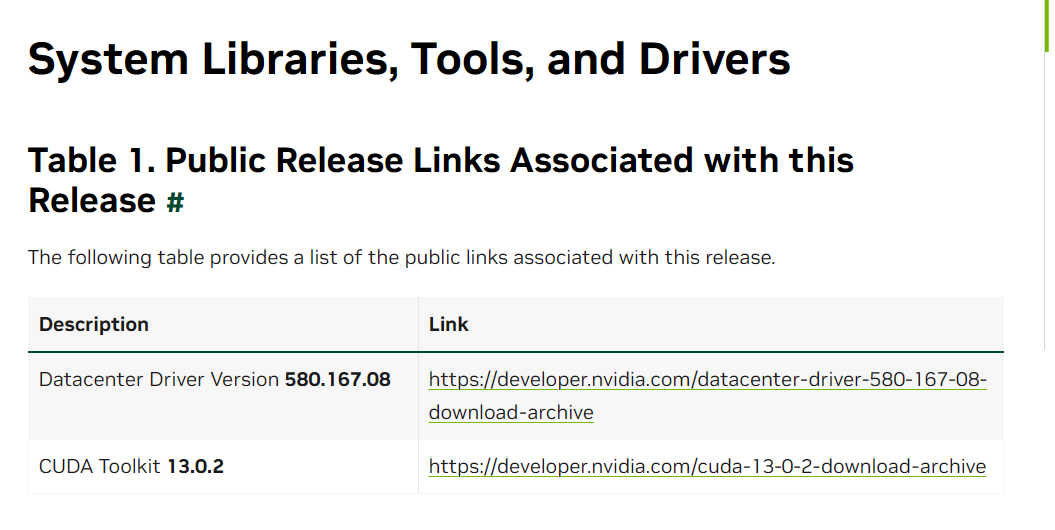 System Libraries, Tools, and Drivers
Table 1. Public Release Links Associated with this
Release #
The following table provides a list of the public links associated with this release.
Description Link
Datacenter Driver Version 580.167.08 https://developer.nvidia.com/datacenter-driver-580-167-08-
download-archive
CUDA Toolkit 13.0.2 https://developer.nvidia.com/cuda-13-0-2-download-archive